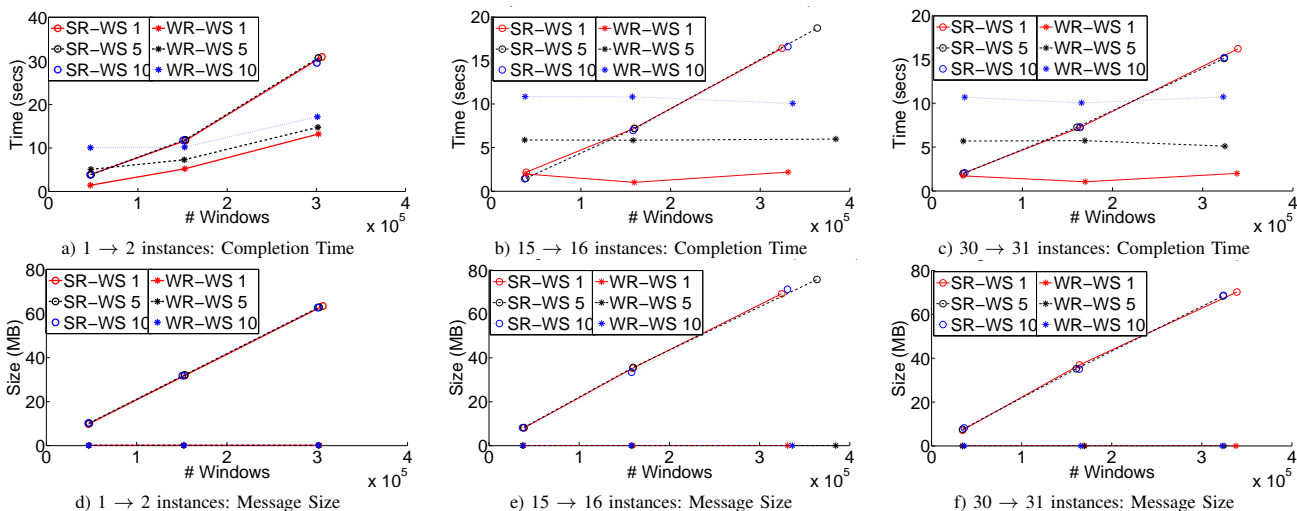 40
30
20
10
0
Time (secs)
SR−WS 1
SR−WS 5
SR−WS 10
WR−WS 1
WR−WS 5
WR−WS 10
0 1 2 3 4
# Windows
x 10^5
a) 1 → 2 instances: Completion Time
20
15
10
5
0
Time (secs)
SR−WS 1
SR−WS 5
SR−WS 10
WR−WS 1
WR−WS 5
WR−WS 10
0 1 2 3 4
# Windows
x 10^5
b) 15 → 16 instances: Completion Time
20
15
10
5
0
Time (secs)
SR−WS 1
SR−WS 5
SR−WS 10
WR−WS 1
WR−WS 5
WR−WS 10
0 1 2 3 4
# Windows
x 10^5
c) 30 → 31 instances: Completion Time
80
60
40
20
0
Size (MB)
SR−WS 1
SR−WS 5
SR−WS 10
WR−WS 1
WR−WS 5
WR−WS 10
0 1 2 3 4
# Windows
x 10^5
d) 1 → 2 instances: Message Size
80
60
40
20
0
Size (MB)
SR−WS 1
SR−WS 5
SR−WS 10
WR−WS 1
WR−WS 5
WR−WS 10
0 1 2 3 4
# Windows
x 10^5
e) 15 → 16 instances: Message Size
80
60
40
20
0
Size (MB)
SR−WS 1
SR−WS 5
SR−WS 10
WR−WS 1
WR−WS 5
WR−WS 10
0 1 2 3 4
# Windows
x 10^5
f) 30 → 31 instances: Message Size